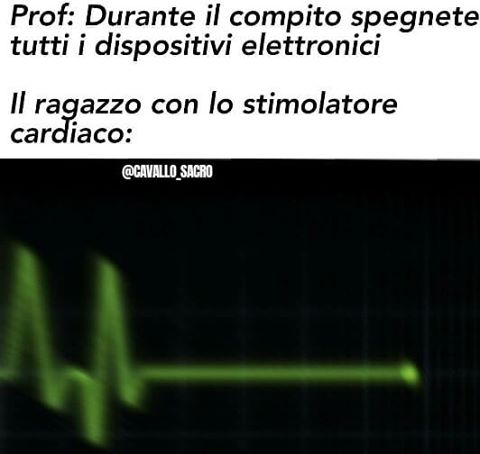 Prof: Durante il compito spegnete
tutti i dispositivi elettronici
Il ragazzo con lo stimolatore
cardiaco:
@CAVALLO_SACRO